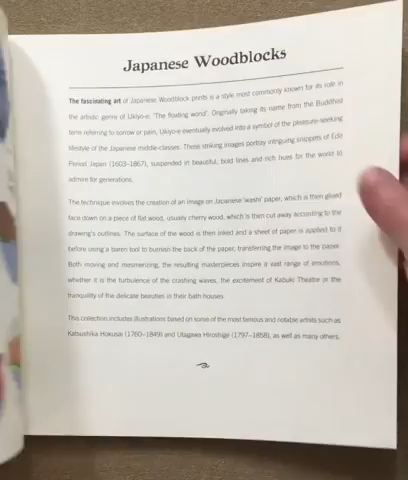 Japanese Woodblocks
The fascinating art of Japanese Woodblock prints is a style most commonly known for its role in
the artistic genre of Ukiyo-e, 'The floating world'. Originally taking its name from the Buddhist
term referring to sorrow or pain, Ukiyo-e eventually evolved into a symbol of the pleasure-seeking
lifestyle of the Japanese middle-classes. These striking images portray intriguing snippets of Edo
Period Japan (1603–1867), suspended in beautiful, bold lines and rich hues for the world to
admire for generations.
The technique involves the creation of an image on Japanese 'washi' paper, which is then glued
face down on a piece of flat wood, usually cherry wood, which is then cut away according to the
drawing's outlines. The surface of the wood is then inked and a sheet of paper is applied to it
before using a baren tool to burnish the back of the paper, transferring the image to the paper.
Both moving and mesmerizing, the resulting masterpieces inspire a vast range of emotions,
whether it is the turbulence of the crashing waves, the excitement of Kabuki Theatre or the
tranquility of the delicate beauties in their bath houses.
This collection includes illustrations based on some of the most famous and notable artists such as
Katsushika Hokusai (1760–1849) and Utagawa Hiroshige (1797–1858), as well as many others.